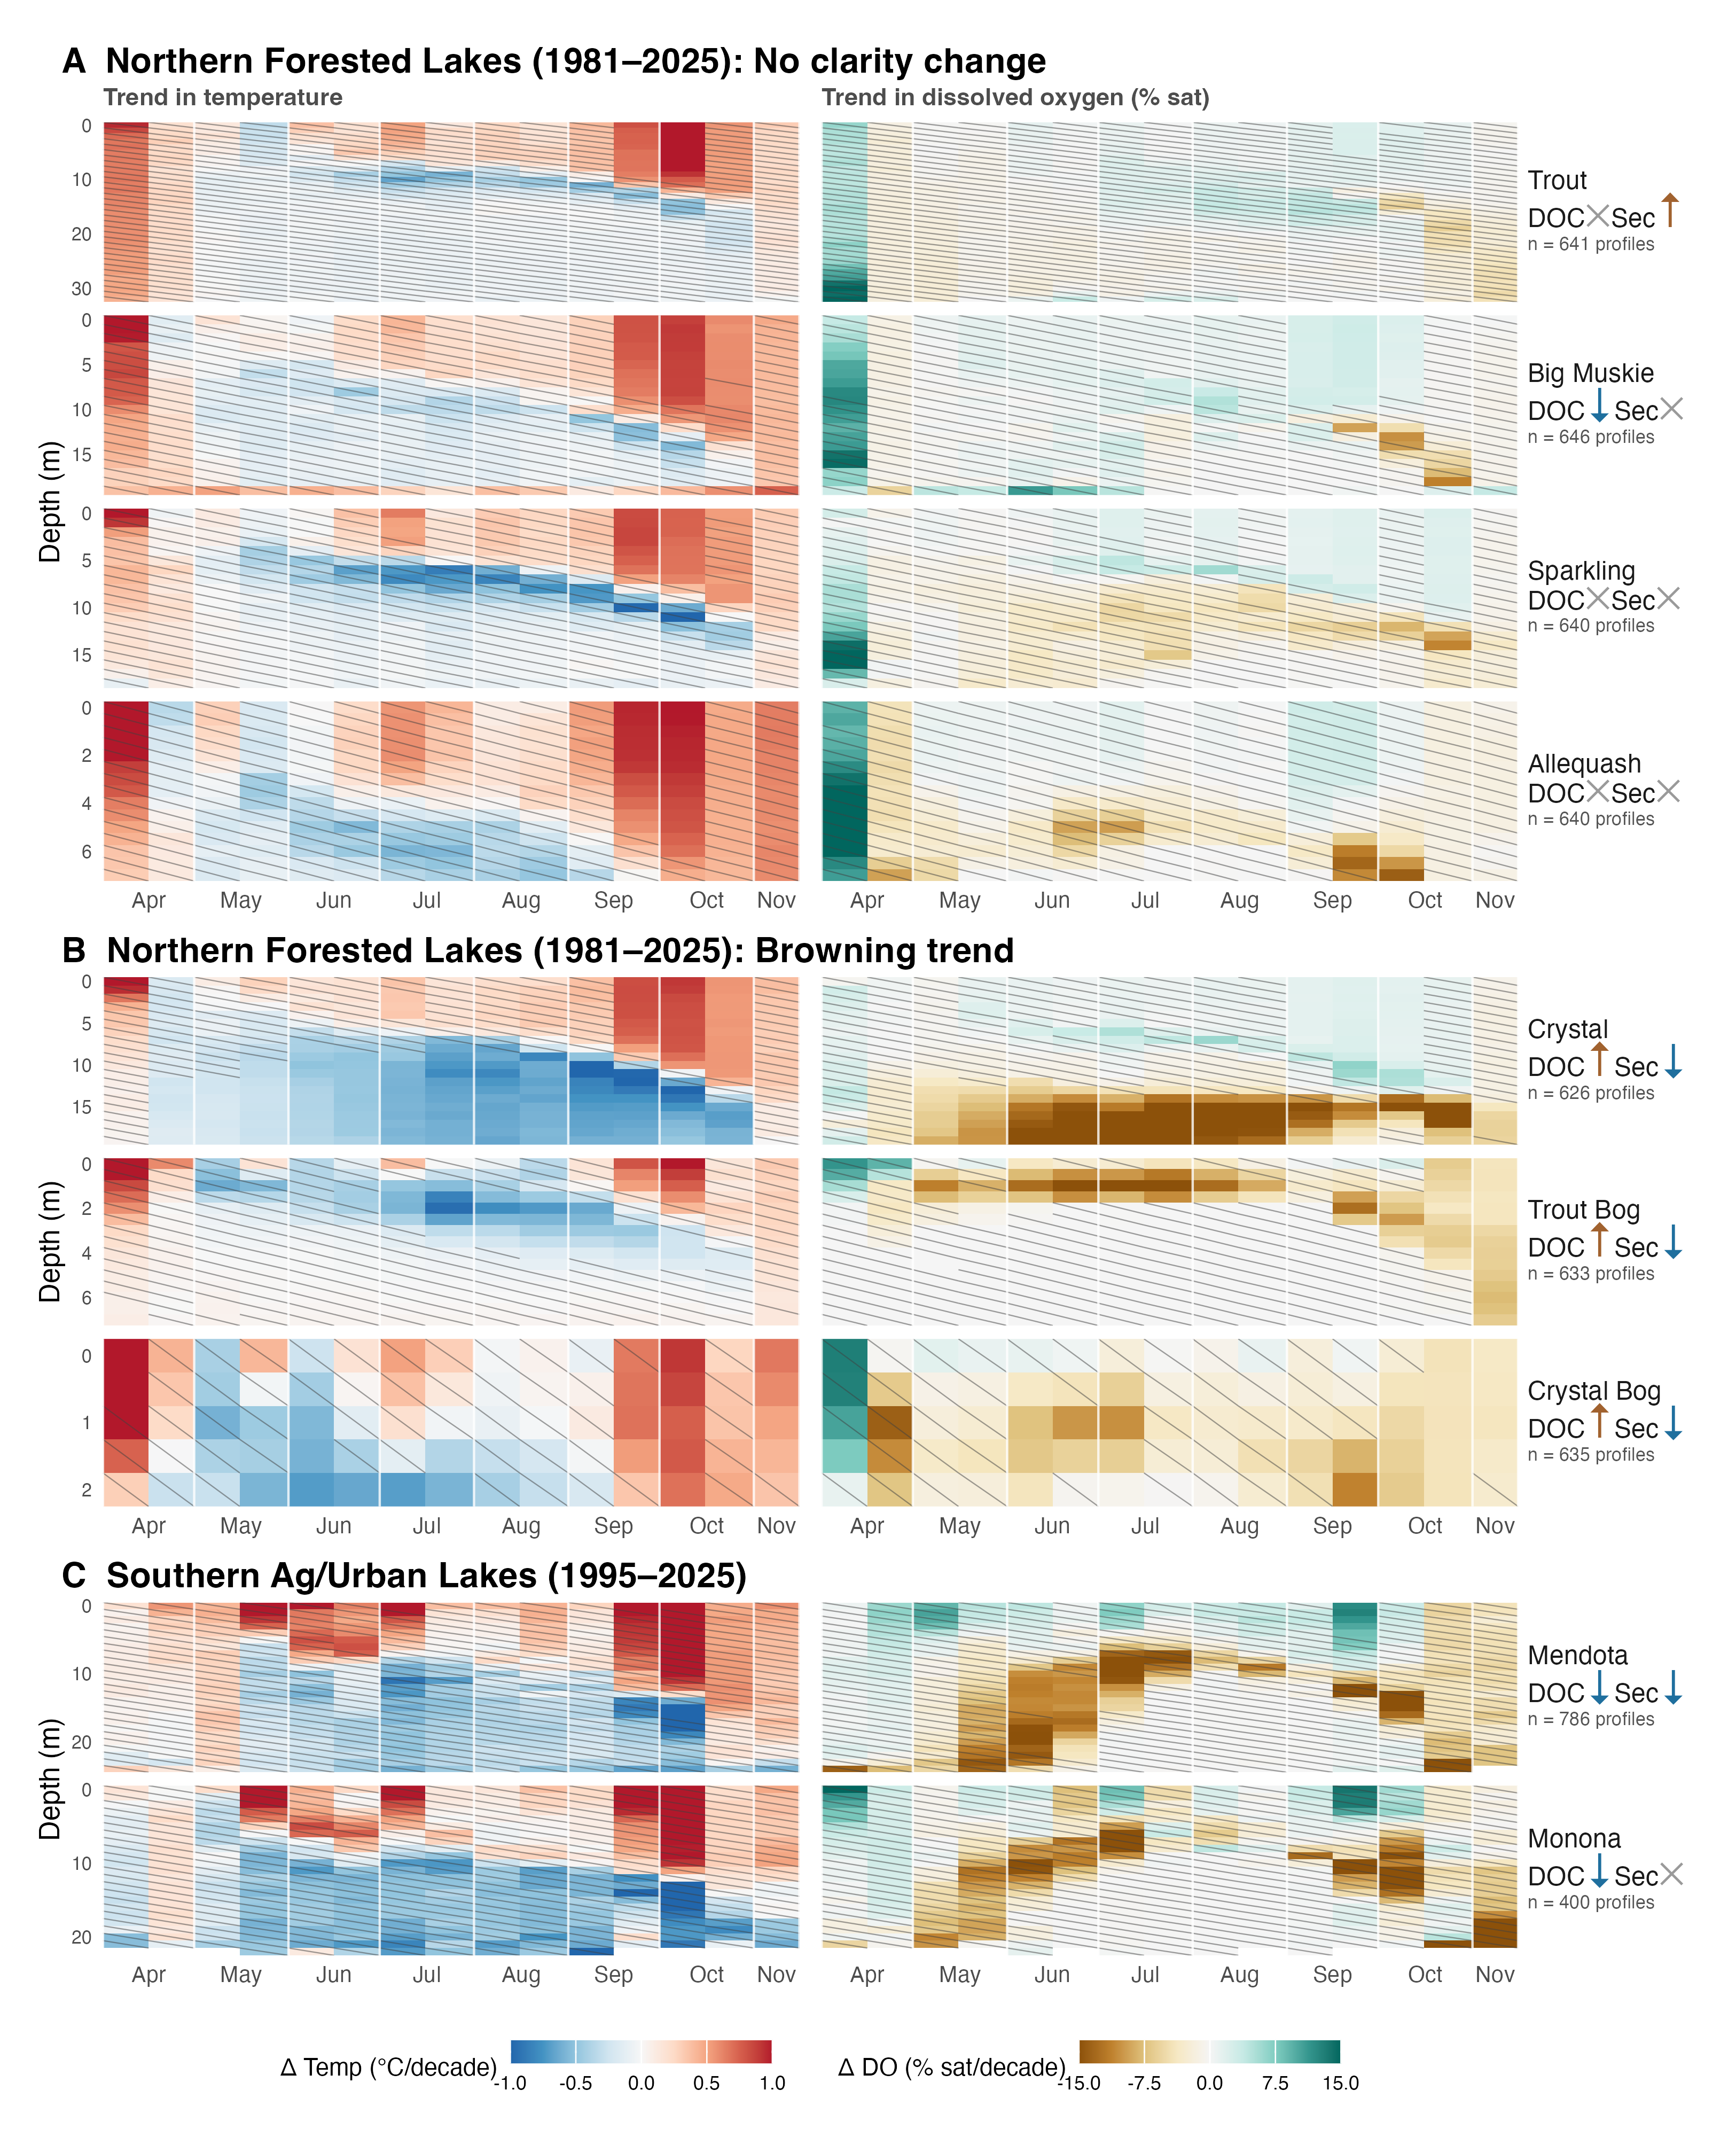 A Northern Forested Lakes (1981–2025): No clarity change
Trend in temperature
Trend in dissolved oxygen (% sat)
0
10
20
30
Trout
DOC Sec
n = 641 profiles
0
5
10
15
Big Muskie
DOC Sec
n = 646 profiles
Depth (m)
0
5
10
15
Sparkling
DOC Sec
n = 640 profiles
0
2
4
6
Allequash
DOC Sec
n = 640 profiles
Apr May Jun Jul Aug Sep Oct Nov
Apr May Jun Jul Aug Sep Oct Nov
B Northern Forested Lakes (1981–2025): Browning trend
0
5
10
15
Crystal
DOC Sec
n = 626 profiles
Depth (m)
0
2
4
6
Trout Bog
DOC Sec
n = 633 profiles
0
1
2
Crystal Bog
DOC Sec
n = 635 profiles
Apr May Jun Jul Aug Sep Oct Nov
Apr May Jun Jul Aug Sep Oct Nov
C Southern Ag/Urban Lakes (1995–2025)
0
10
20
Mendota
DOC Sec
n = 786 profiles
Depth (m)
0
10
20
Monona
DOC Sec
n = 400 profiles
Apr May Jun Jul Aug Sep Oct Nov
Apr May Jun Jul Aug Sep Oct Nov
Δ Temp (°C/decade)
-1.0 -0.5 0.0 0.5 1.0
Δ DO (% sat/decade)
-15.0 -7.5 0.0 7.5 15.0